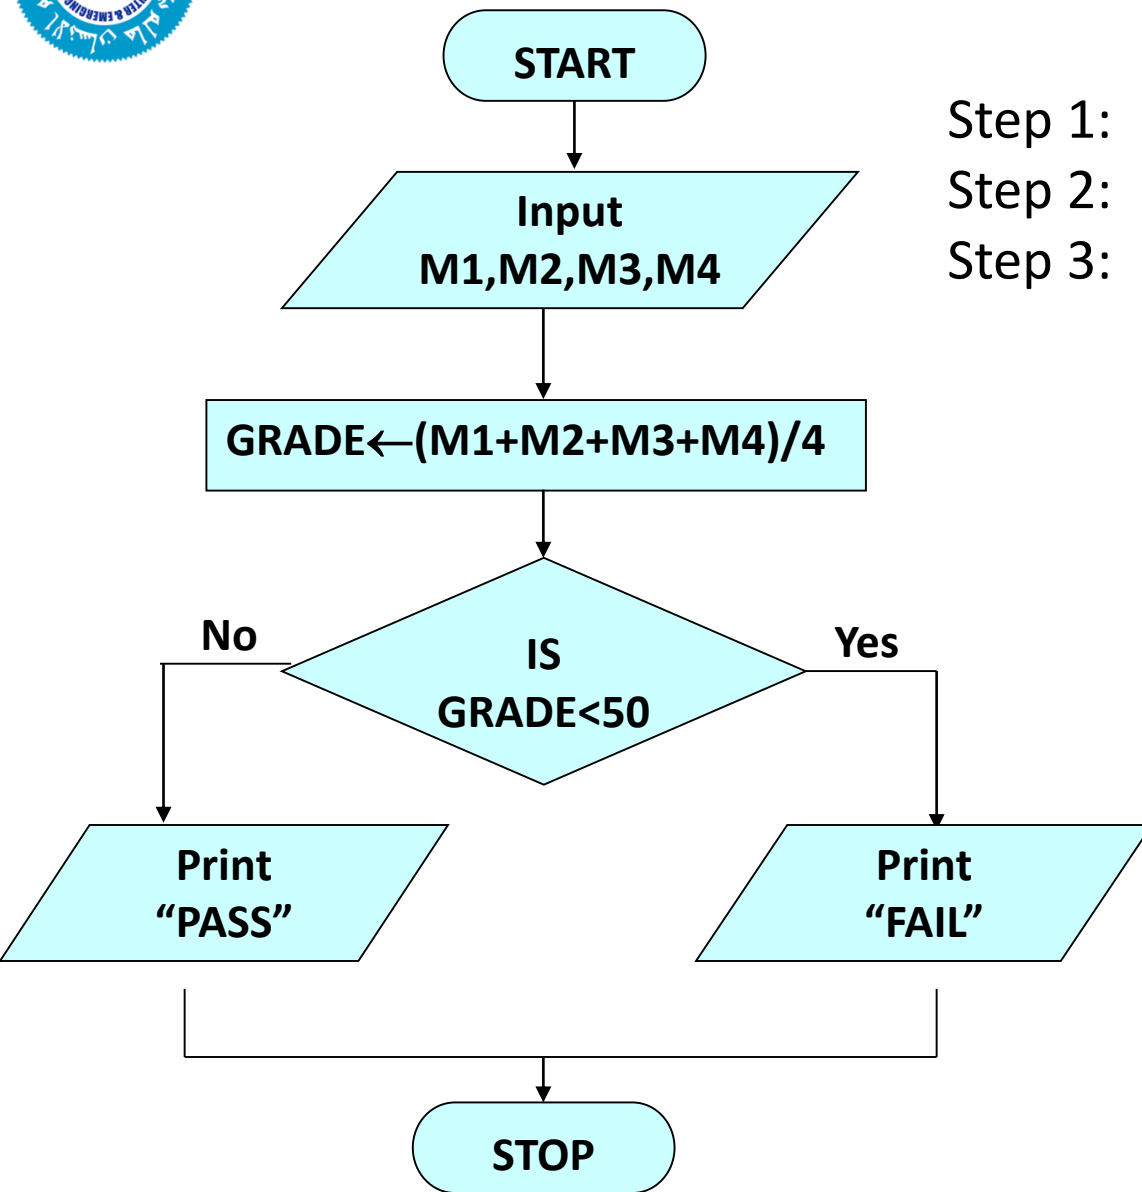 START
Step 1:
Step 2:
Step 3:
Input
M1,M2,M3,M4
GRADE←(M1+M2+M3+M4)/4
No
Yes
IS
GRADE<50
Print
“PASS”
Print
“FAIL”
STOP